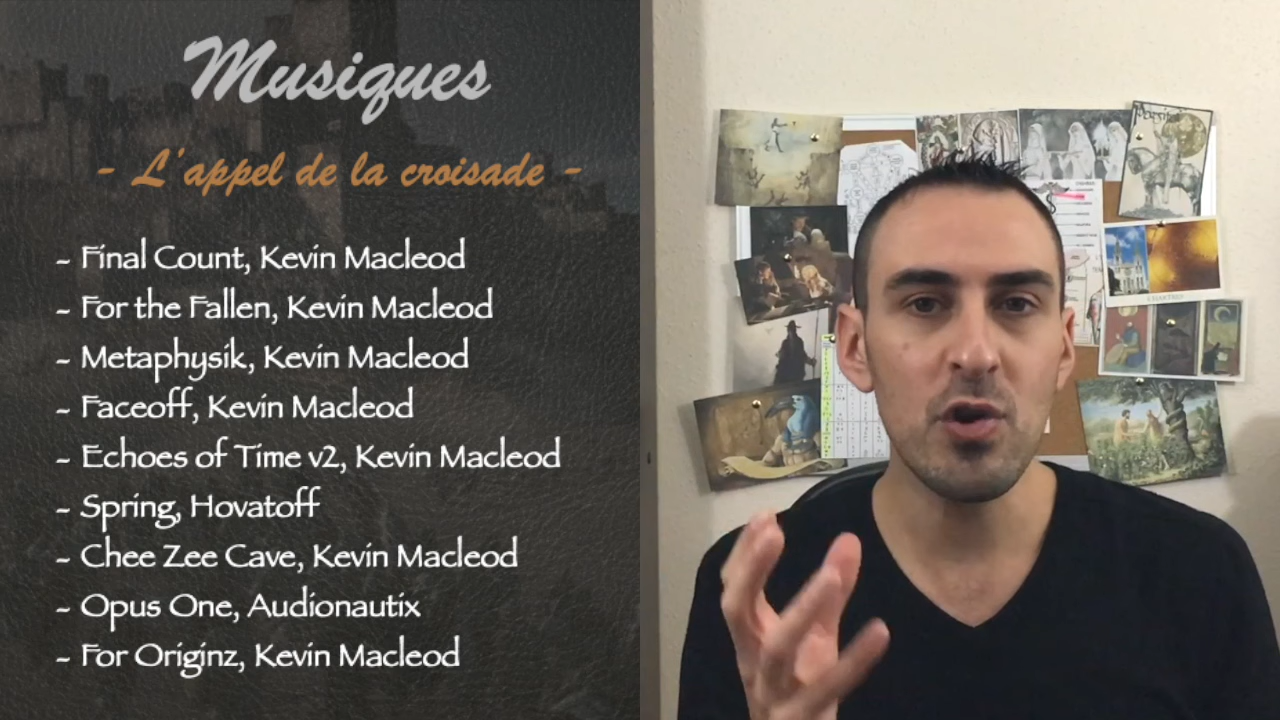 Musiques
- L'appel de la croisade -
- Final Count, Kevin Macleod
- For the Fallen, Kevin Macleod
- Metaphysik, Kevin Macleod
- Faceoff, Kevin Macleod
- Echoes of Time v2, Kevin Macleod
- Spring, Hovatoff
- Chee Zee Cave, Kevin Macleod
- Opus One, Audionautix
- For Originz, Kevin Macleod
CHARTRES